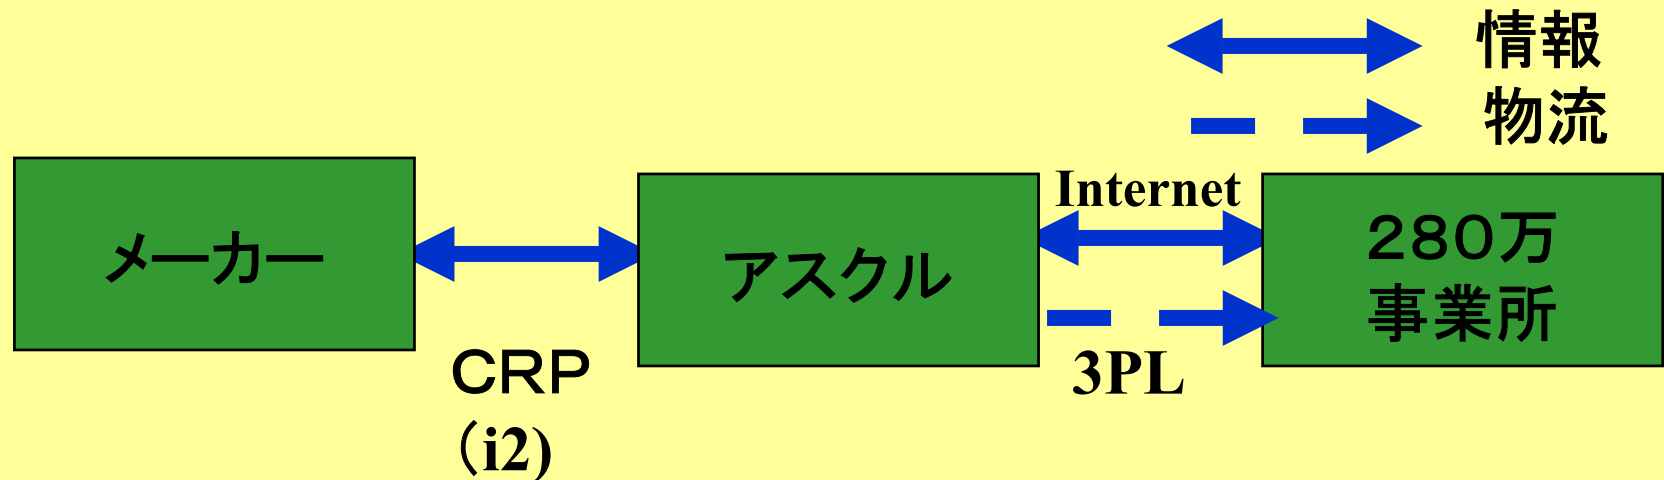 情報
物流
メーカー
アスクル
Internet
280万
事業所
CRP
(i2)
3PL